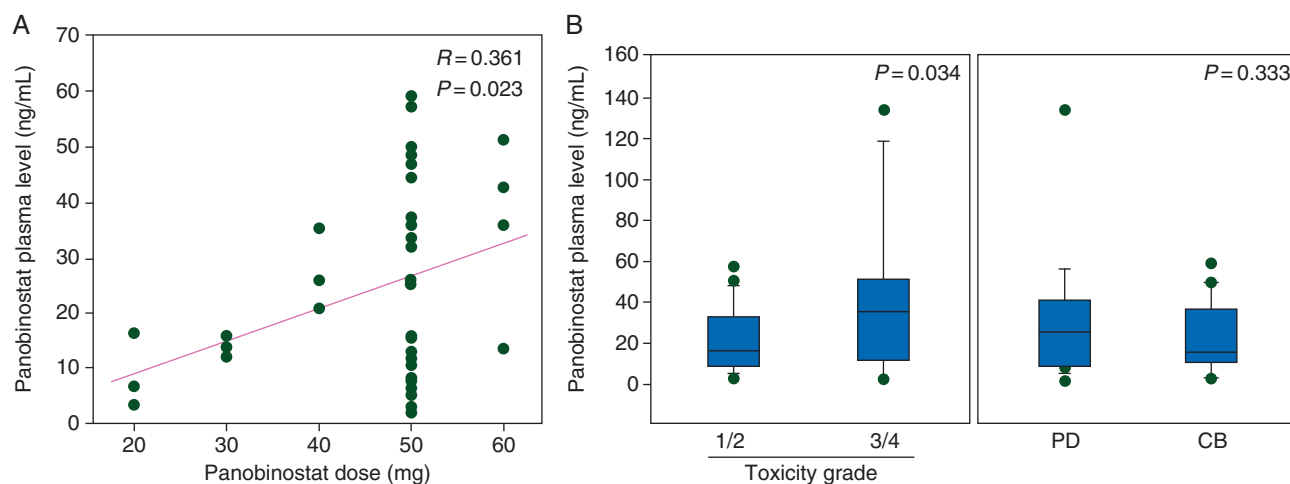 A
Panobinostat plasma level (ng/mL)
70
60
50
40
30
20
10
0
R = 0.361
P = 0.023
20 30 40 50 60
Panobinostat dose (mg)
B
Panobinostat plasma level (ng/mL)
160
140
120
100
80
60
40
20
0
P = 0.034
1/2 3/4
Toxicity grade
P = 0.333
PD CB